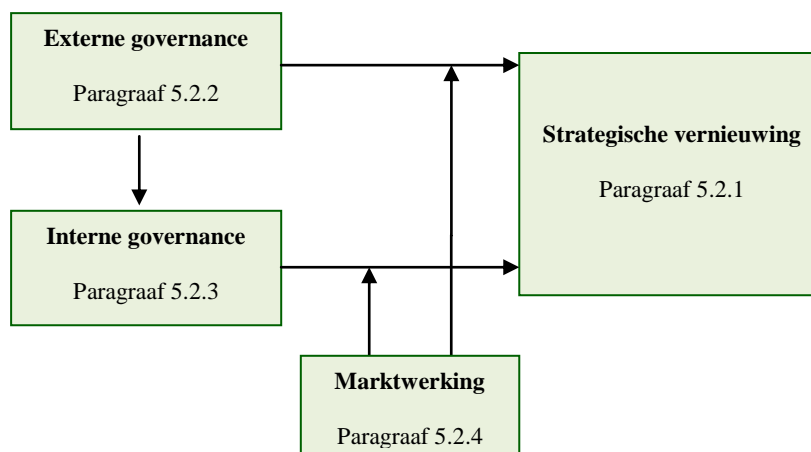 Externe governance
Paragraaf 5.2.2
Strategische vernieuwing
Paragraaf 5.2.1
Interne governance
Paragraaf 5.2.3
Marktwerking
Paragraaf 5.2.4